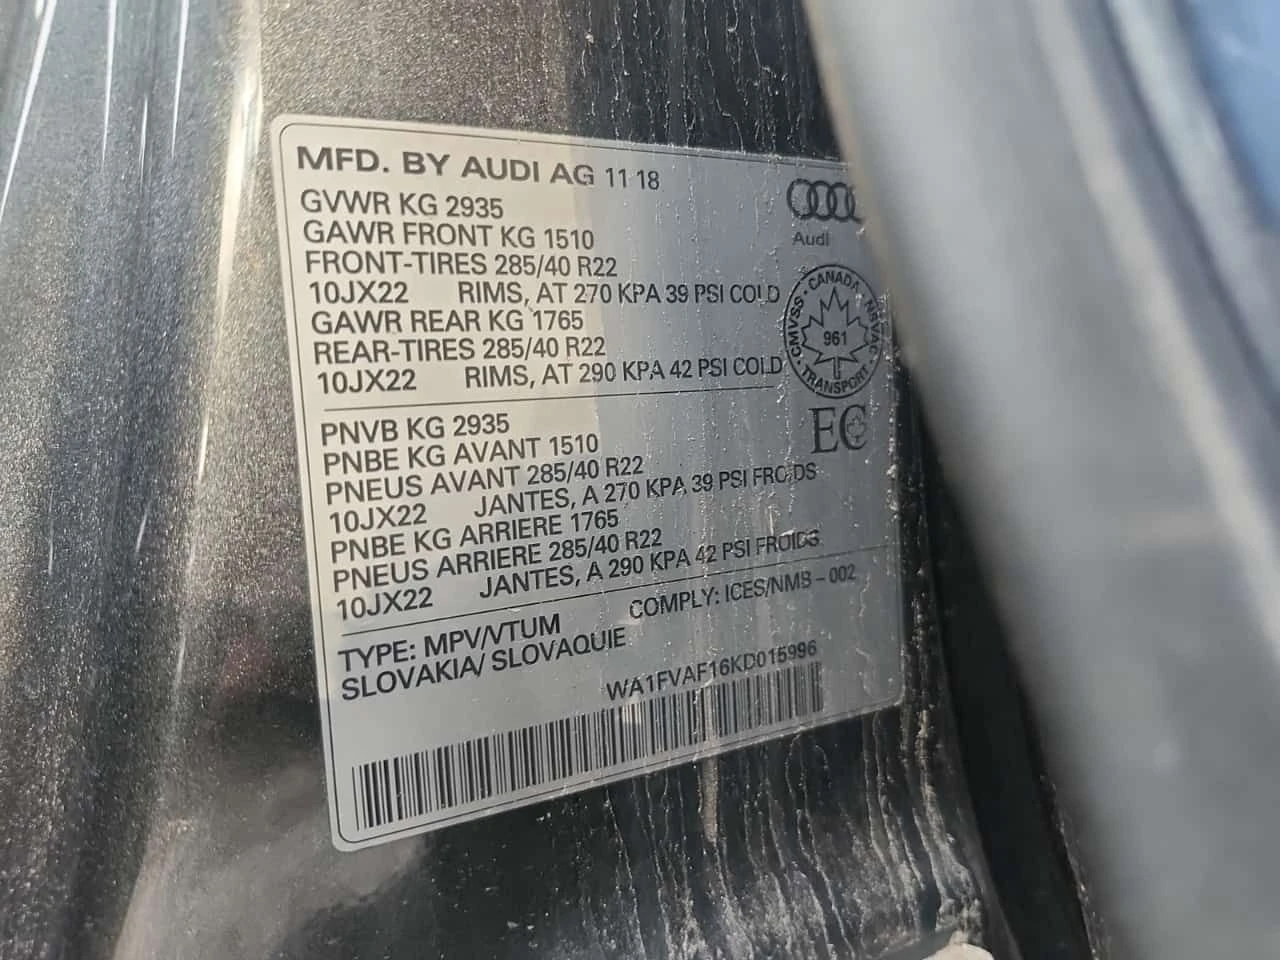 MFD. BY AUDI AG 11 18
Audi
GVWR KG 2935
GAWR FRONT KG 1510
FRONT-TIRES 285/40 R22
10JX22 RIMS, AT 270 KPA 39 PSI COLD
GAWR REAR KG 1765
REAR-TIRES 285/40 R22
10JX22 RIMS, AT 290 KPA 42 PSI COLD
CANADA · NSVAC · TRANSPORT · CMVSS ·
961
EC
PNVB KG 2935
PNBE KG AVANT 1510
PNEUS AVANT 285/40 R22
10JX22 JANTES, A 270 KPA 39 PSI FROIDS
PNBE KG ARRIERE 1765
PNEUS ARRIERE 285/40 R22
10JX22 JANTES, A 290 KPA 42 PSI FROIDS
TYPE: MPV/VTUM COMPLY: ICES/NMB - 002
SLOVAKIA/ SLOVAQUIE
WA1FVAF16KD015996